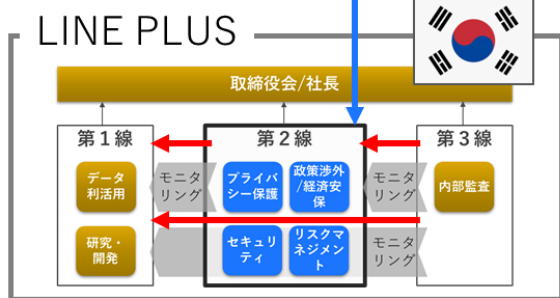 LINE PLUS
取締役会/社長
第1線
第2線
第3線
データ
利活用
モニタ
リング
プライバ
シー保護
政策渉外
/経済安
保
モニタ
リング
内部監査
研究・
開発
セキュリ
ティ
リスクマ
ネジメン
ト
モニタ
リング